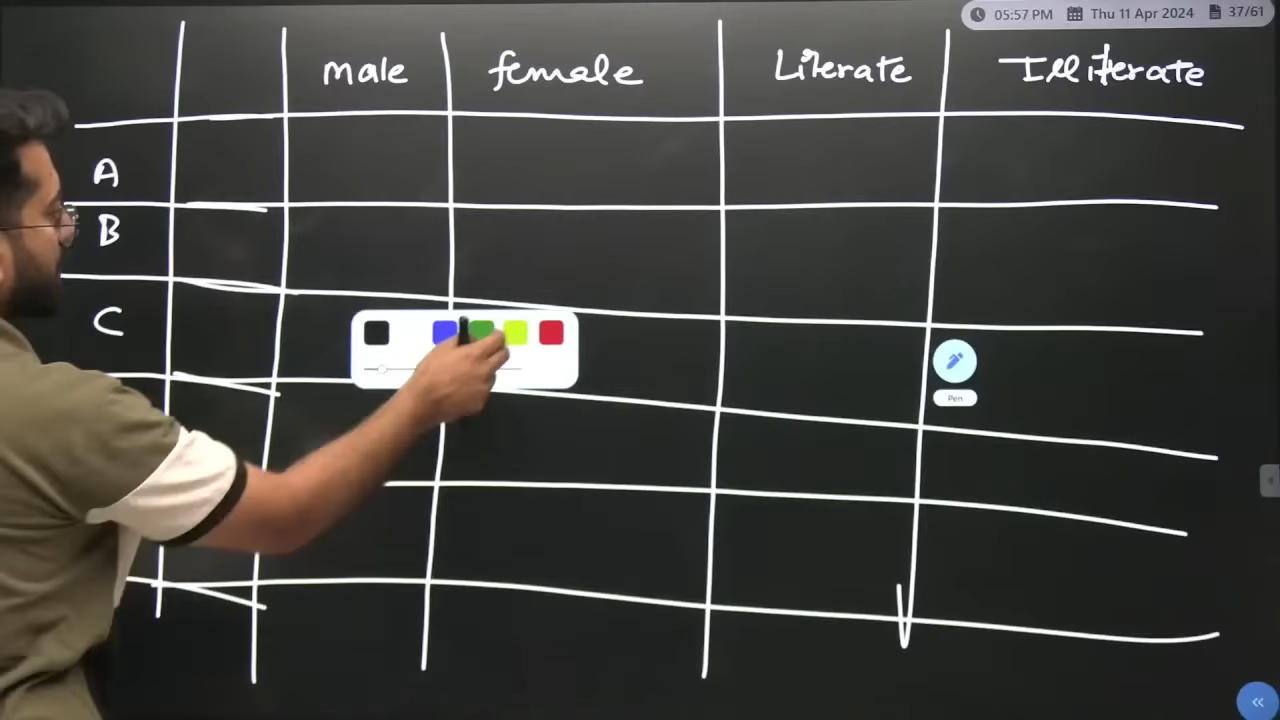 05:57 PM Thu 11 Apr 2024 37/61
male female Literate Illiterate
A
B
C
Pen